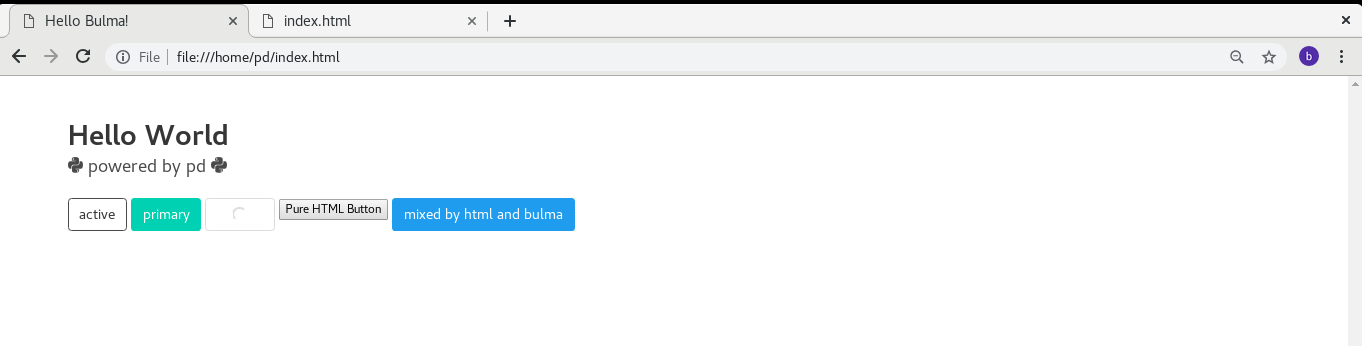 Hello Bulma!
index.html
File
file:///home/pd/index.html
b
Hello World
powered by pd
active
primary
Pure HTML Button
mixed by html and bulma